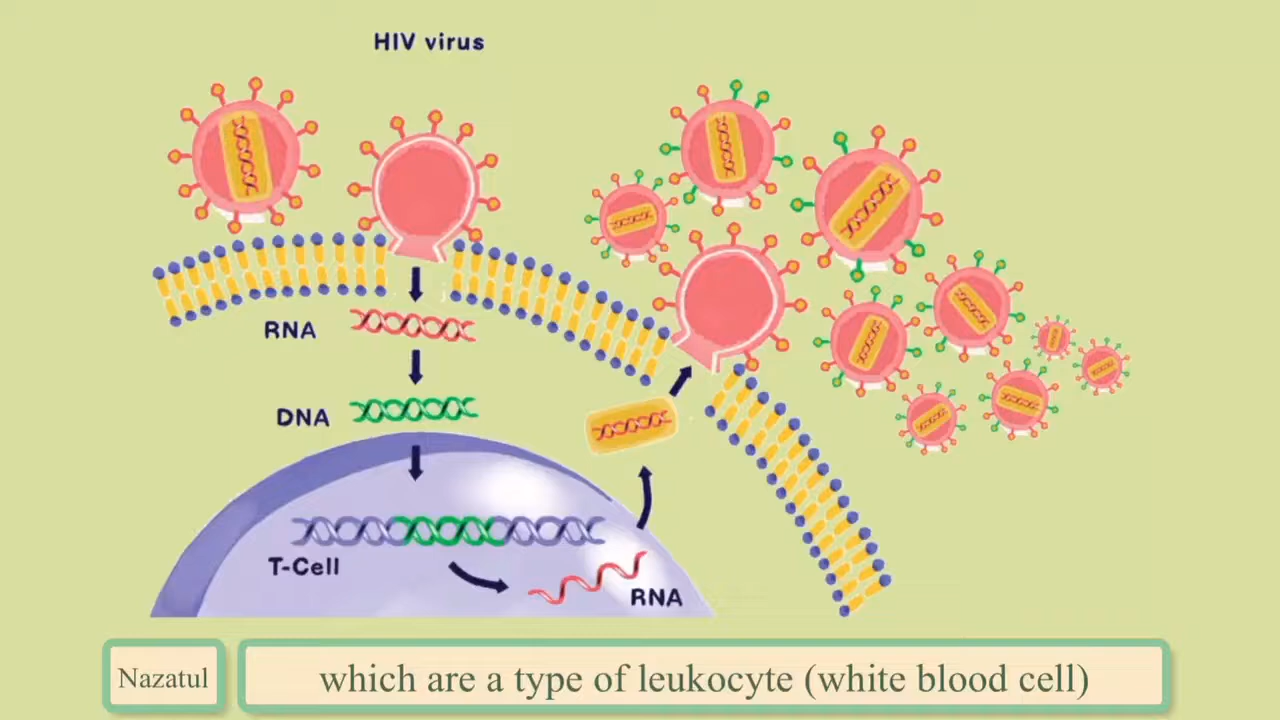 HIV virus
RNA
DNA
T-Cell
RNA
Nazatul
which are a type of leukocyte (white blood cell)